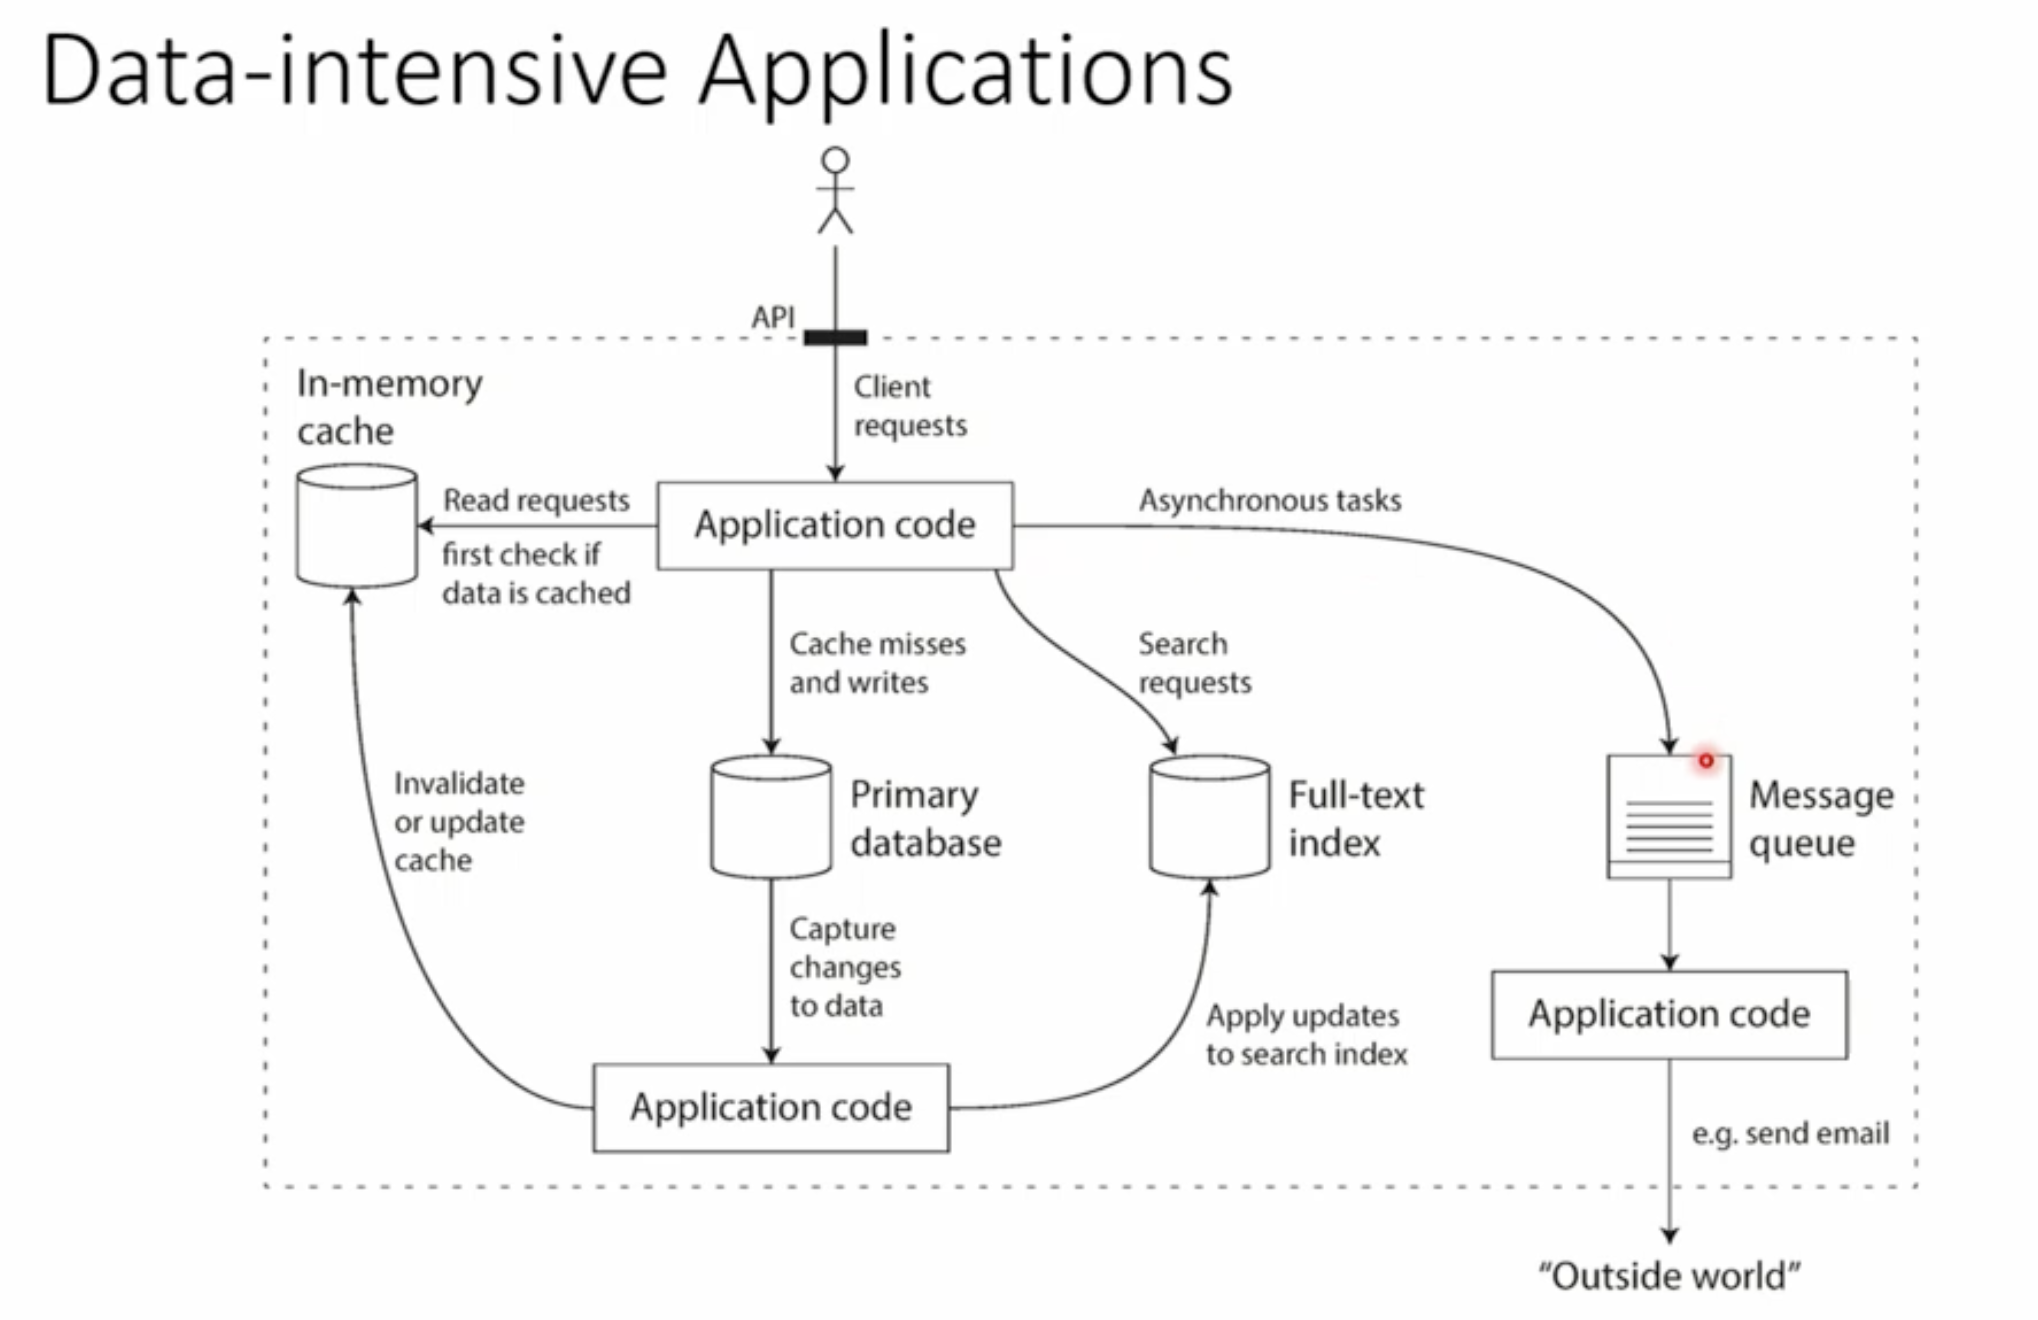 Data-intensive Applications
API
In-memory
cache
Client
requests
Read requests
first check if
data is cached
Application code
Asynchronous tasks
Cache misses
and writes
Search
requests
Invalidate
or update
cache
Primary
database
Full-text
index
Message
queue
Capture
changes
to data
Apply updates
to search index
Application code
Application code
e.g. send email
“Outside world”